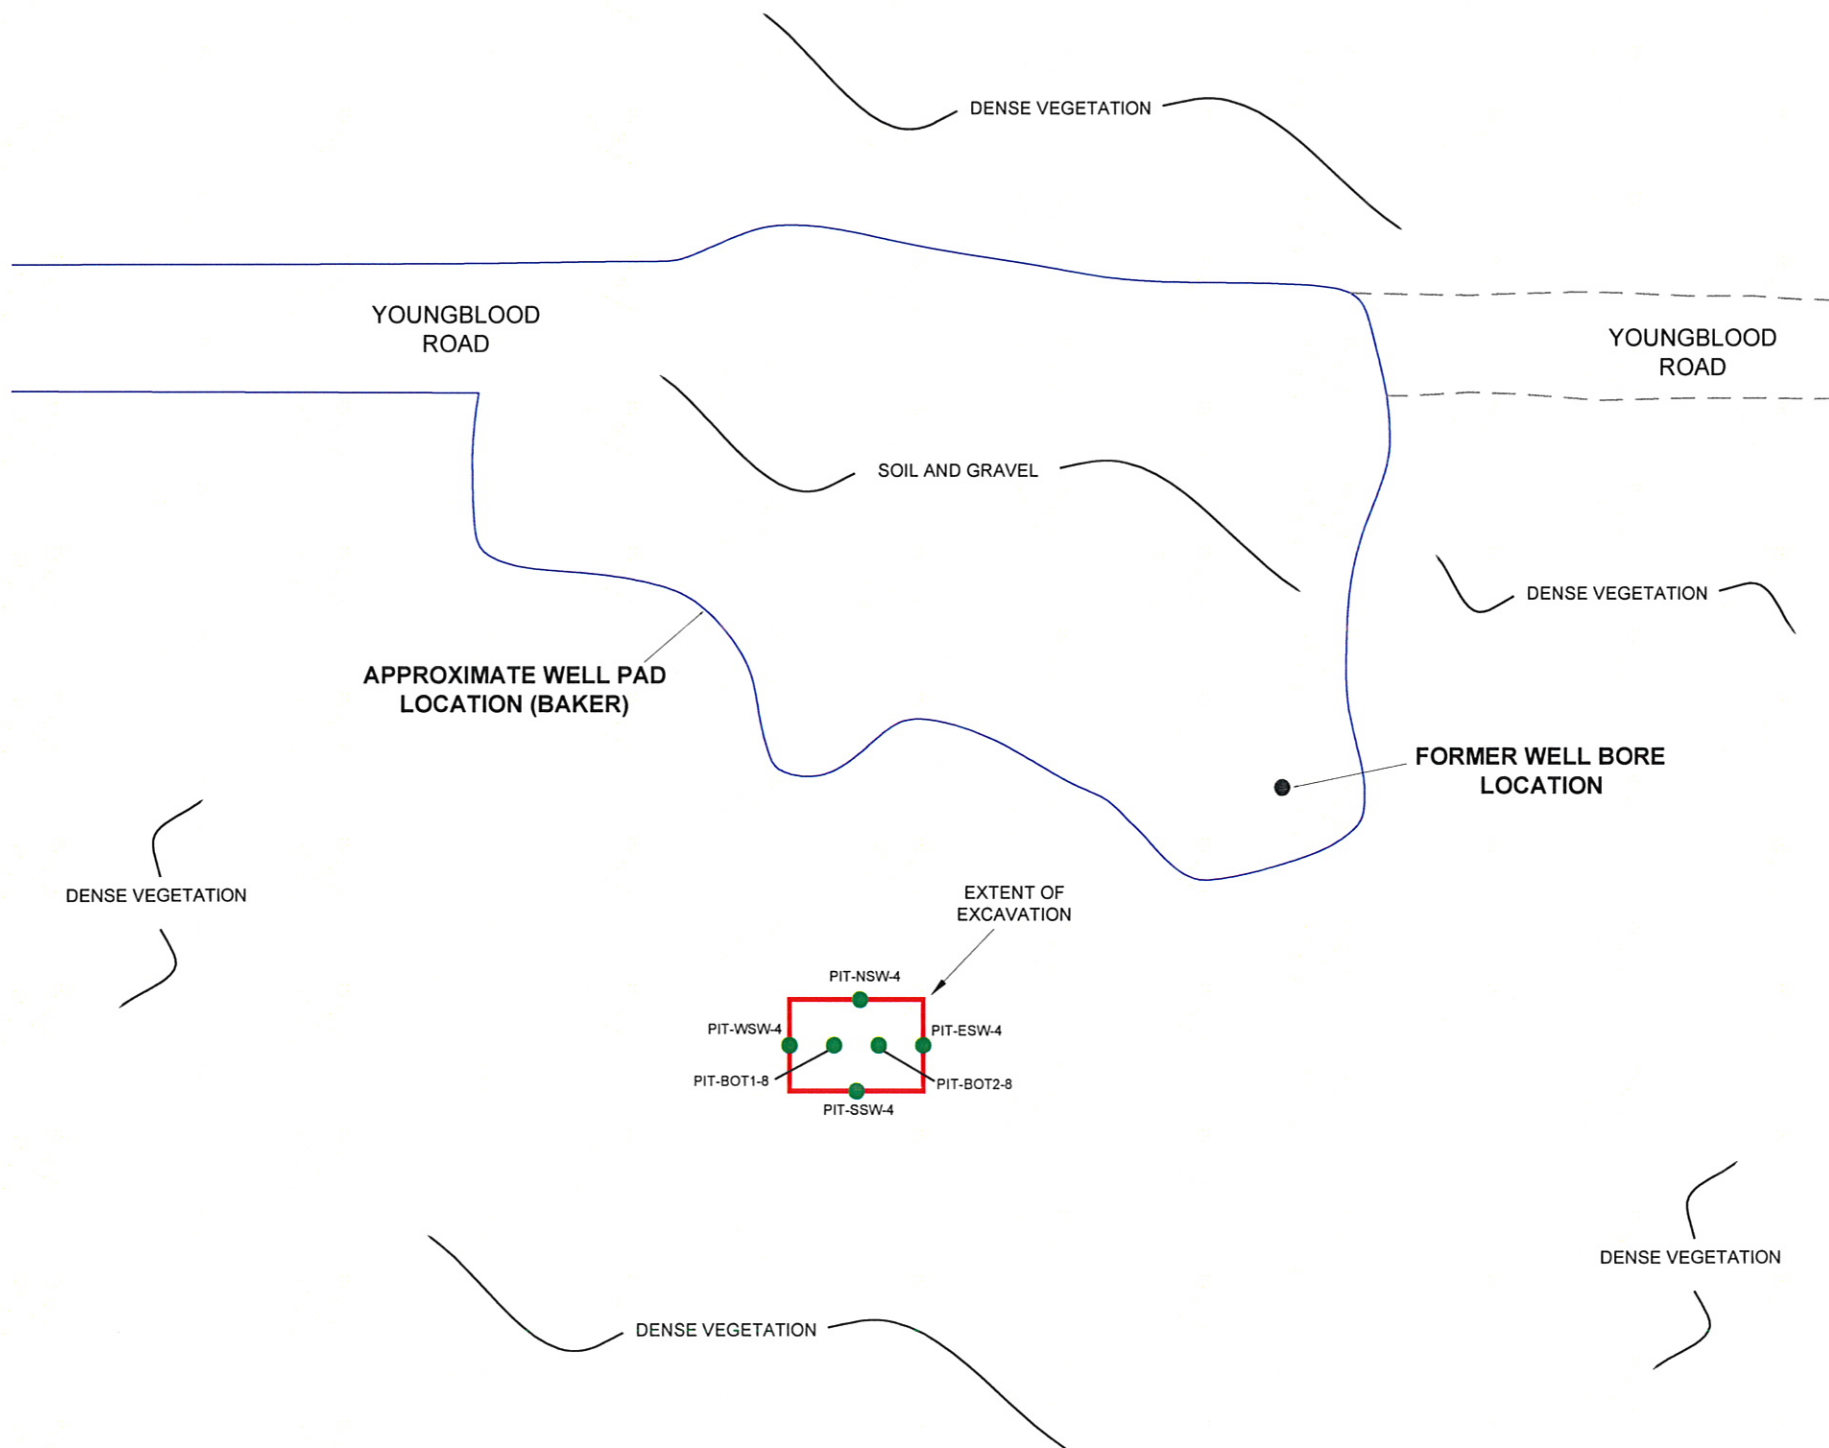 DENSE VEGETATION
YOUNGBLOOD
ROAD
YOUNGBLOOD
ROAD
SOIL AND GRAVEL
DENSE VEGETATION
APPROXIMATE WELL PAD
LOCATION (BAKER)
FORMER WELL BORE
LOCATION
DENSE VEGETATION
EXTENT OF
EXCAVATION
PIT-NSW-4
PIT-WSW-4
PIT-ESW-4
PIT-BOT1-8
PIT-BOT2-8
PIT-SSW-4
DENSE VEGETATION
DENSE VEGETATION